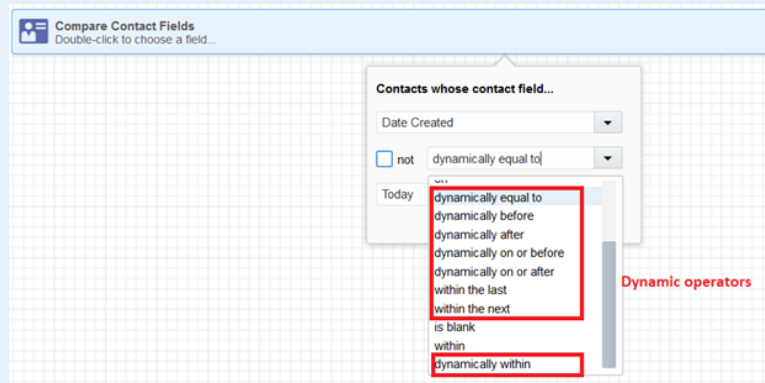 Compare Contact Fields
Double-click to choose a field...
Contacts whose contact field...
Date Created
not dynamically equal to
Today
dynamically equal to
dynamically before
dynamically after
dynamically on or before
dynamically on or after
within the last
within the next
is blank
within
dynamically within
Dynamic operators